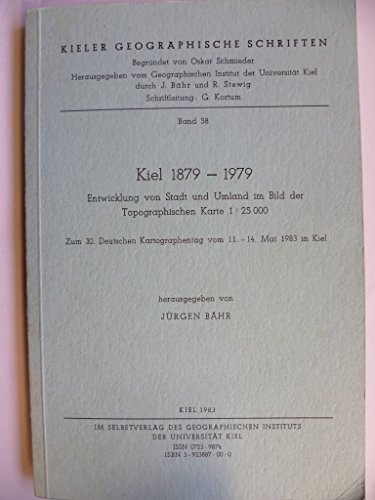 KIELER GEOGRAPHISCHE SCHRIFTEN
Begründet von Oskar Schmieder
Herausgegeben vom Geographischen Institut der Universität Kiel
durch J. Bähr und R. Stewig
Schriftleitung: G. Kortum
Band 58
Kiel 1879 – 1979
Entwicklung von Stadt und Umland im Bild der
Topographischen Karte 1:25 000
Zum 32. Deutschen Kartographentag vom 11. – 14. Mai 1983 in Kiel
herausgegeben von
JÜRGEN BÄHR
KIEL 1983
IM SELBSTVERLAG DES GEOGRAPHISCHEN INSTITUTS
DER UNIVERSITÄT KIEL
ISSN 0723 - 9874
ISBN 3 - 923887 - 00 - 0